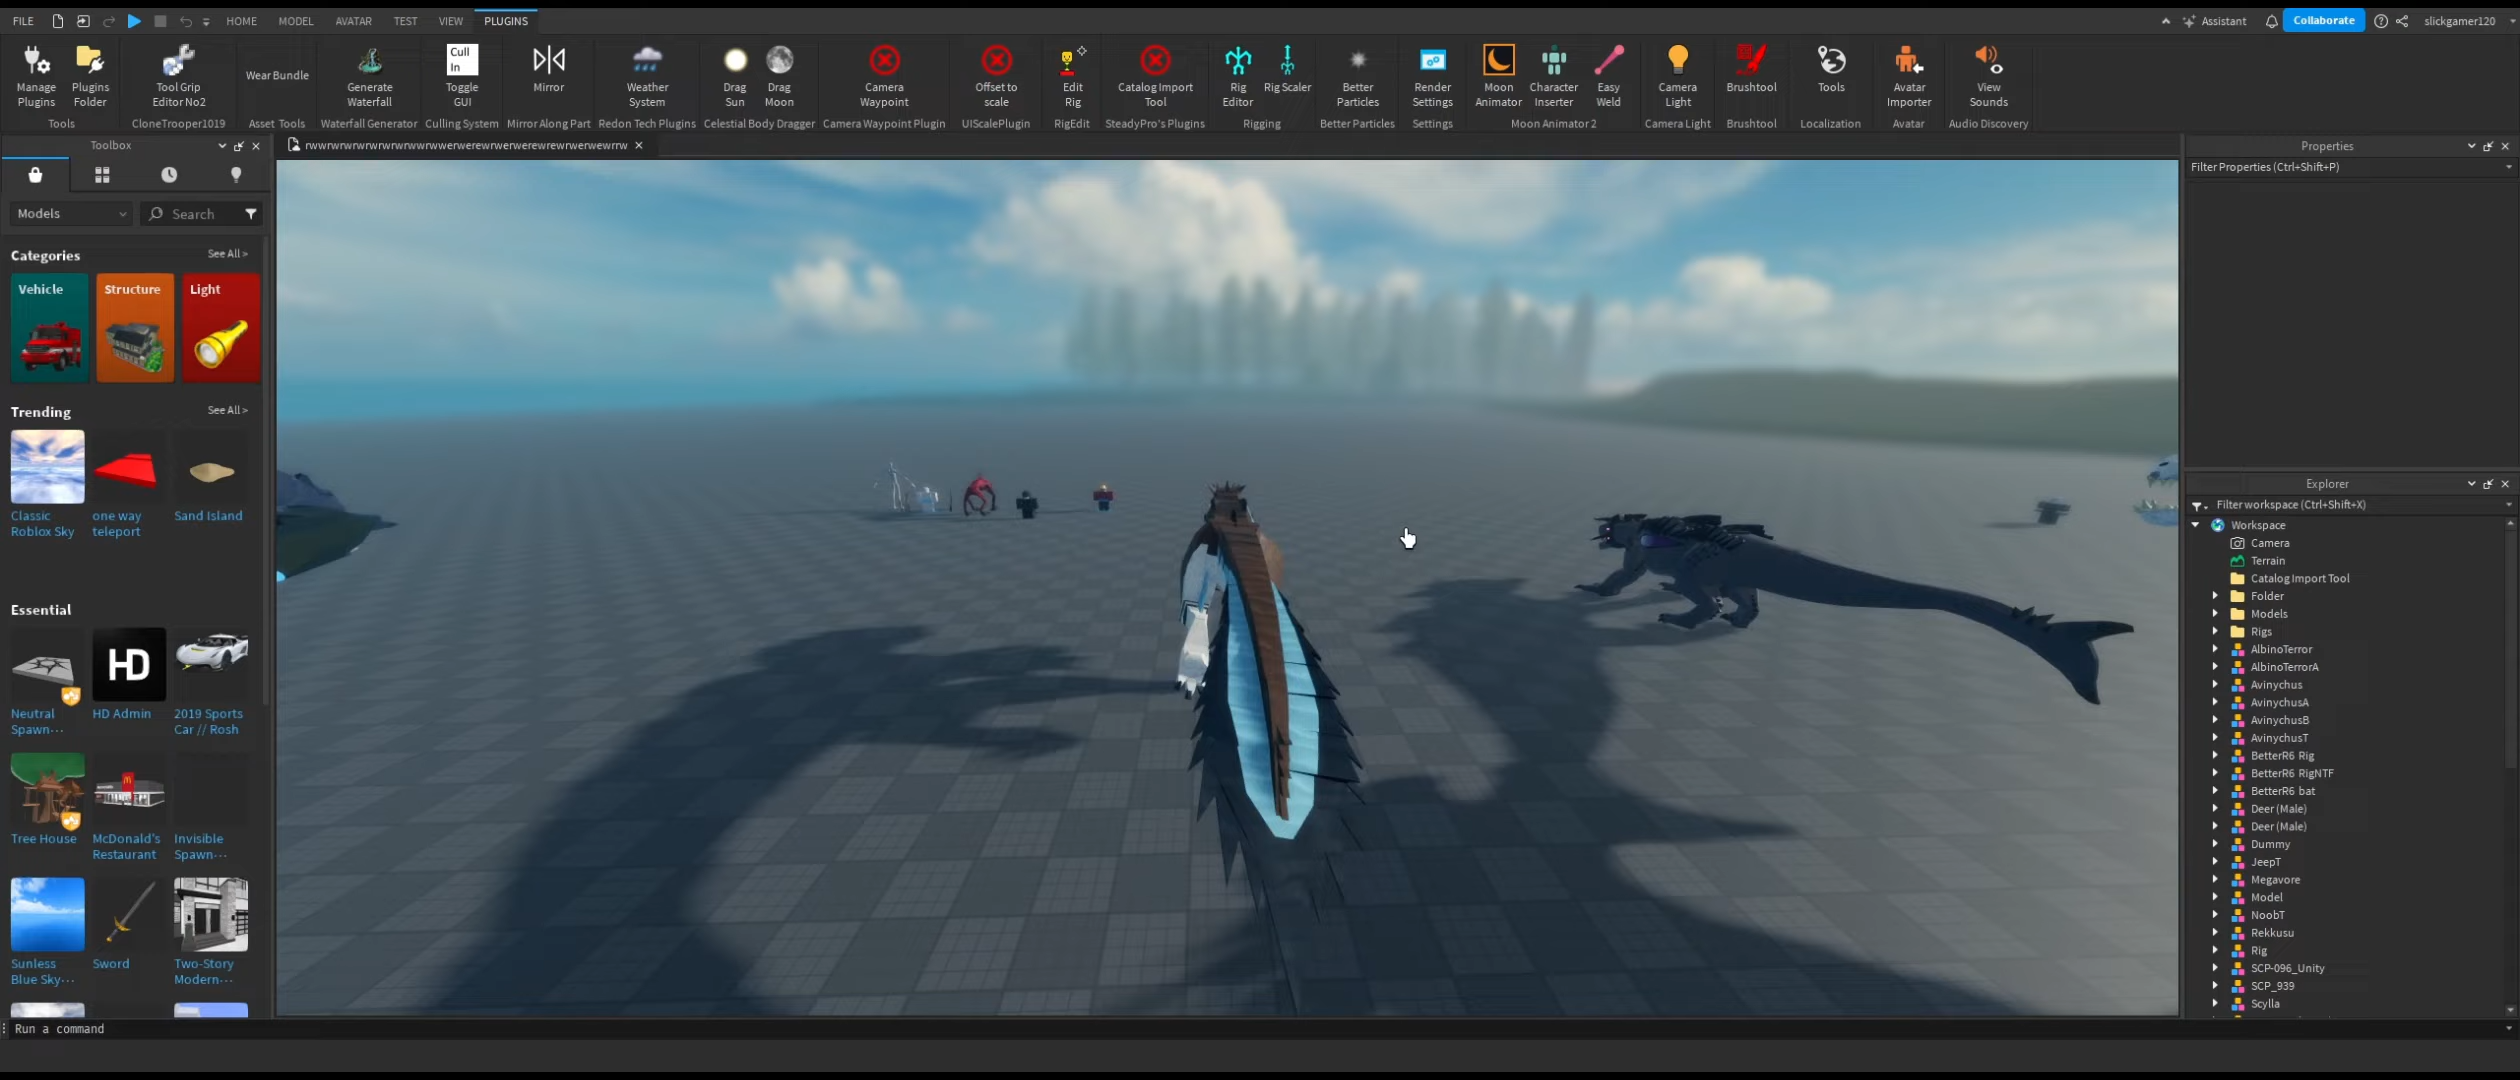 FILE HOME MODEL AVATAR TEST VIEW PLUGINS Assistant Collaborate slickgamer120
Manage Plugins
Plugins Folder
Tools
Tool Grip Editor No2
CloneTrooper1019
Wear Bundle
Asset Tools
Generate Waterfall
Waterfall Generator
Cull In
Toggle GUI
Culling System
Mirror
Mirror Along Part
Weather System
Redon Tech Plugins
Drag Sun
Drag Moon
Celestial Body Dragger
Camera Waypoint
Camera Waypoint Plugin
Offset to scale
UIScalePlugin
Edit Rig
RigEdit
Catalog Import Tool
SteadyPro's Plugins
Rig Editor
Rig Scaler
Rigging
Better Particles
Better Particles
Render Settings
Settings
Moon Animator
Character Inserter
Easy Weld
Moon Animator 2
Camera Light
Camera Light
Brushtool
Brushtool
Tools
Localization
Avatar Importer
Avatar
View Sounds
Audio Discovery
Toolbox
Models
Search
Categories
See All >
Vehicle
Structure
Light
Trending
See All >
Classic Roblox Sky
one way teleport
Sand Island
Essential
HD
Neutral Spawn···
HD Admin
2019 Sports Car // Rosh
Tree House
McDonald's Restaurant
Invisible Spawn···
Sunless Blue Sky···
Sword
Two-Story Modern···
Run a command
Properties
Filter Properties (Ctrl+Shift+P)
Explorer
Filter workspace (Ctrl+Shift+X)
Workspace
Camera
Terrain
Catalog Import Tool
Folder
Models
Rigs
AlbinoTerror
AlbinoTerrorA
Avinychus
AvinychusA
AvinychusB
AvinychusT
BetterR6 Rig
BetterR6 RigNTF
BetterR6 bat
Deer (Male)
Deer (Male)
Dummy
JeepT
Megavore
Model
NoobT
Rekkusu
Rig
SCP-096_Unity
SCP_939
Scylla